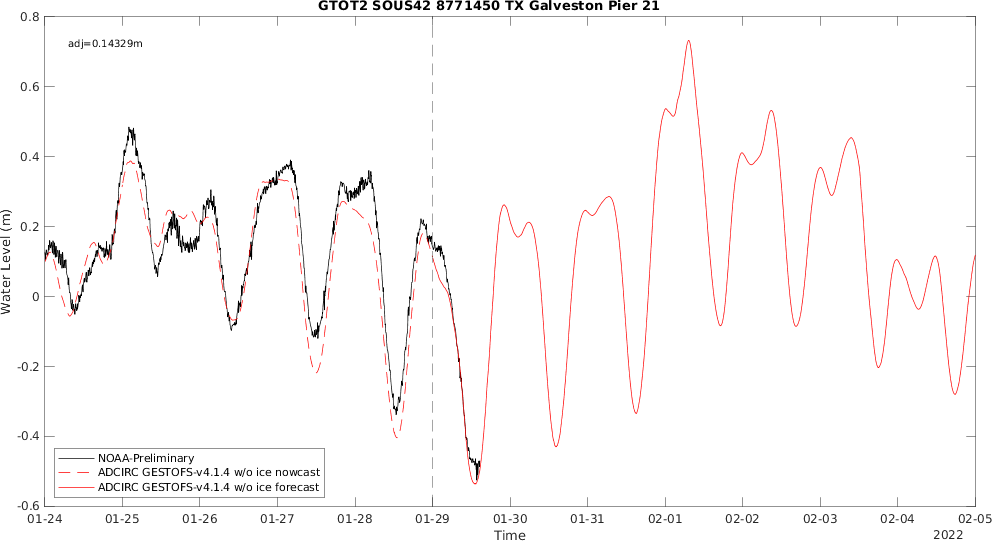 GTOT2 SOUS42 8771450 TX Galveston Pier 21
adj=0.14329m
0.8
0.6
0.4
0.2
0
-0.2
-0.4
-0.6
Water Level (m)
NOAA-Preliminary
ADCIRC GESTOFS-v4.1.4 w/o ice nowcast
ADCIRC GESTOFS-v4.1.4 w/o ice forecast
01-24 01-25 01-26 01-27 01-28 01-29 01-30 01-31 02-01 02-02 02-03 02-04 02-05
Time
2022